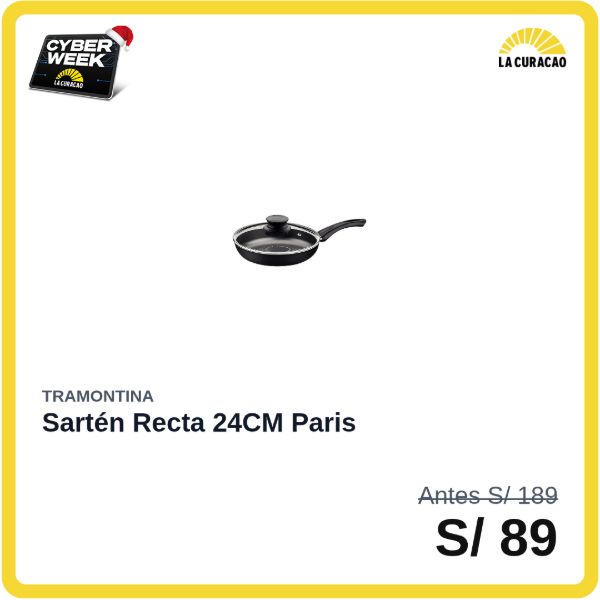 CYBER
WEEK
LA CURACAO
LA CURACAO
TRAMONTINA
Sartén Recta 24CM Paris
Antes S/ 189
S/ 89